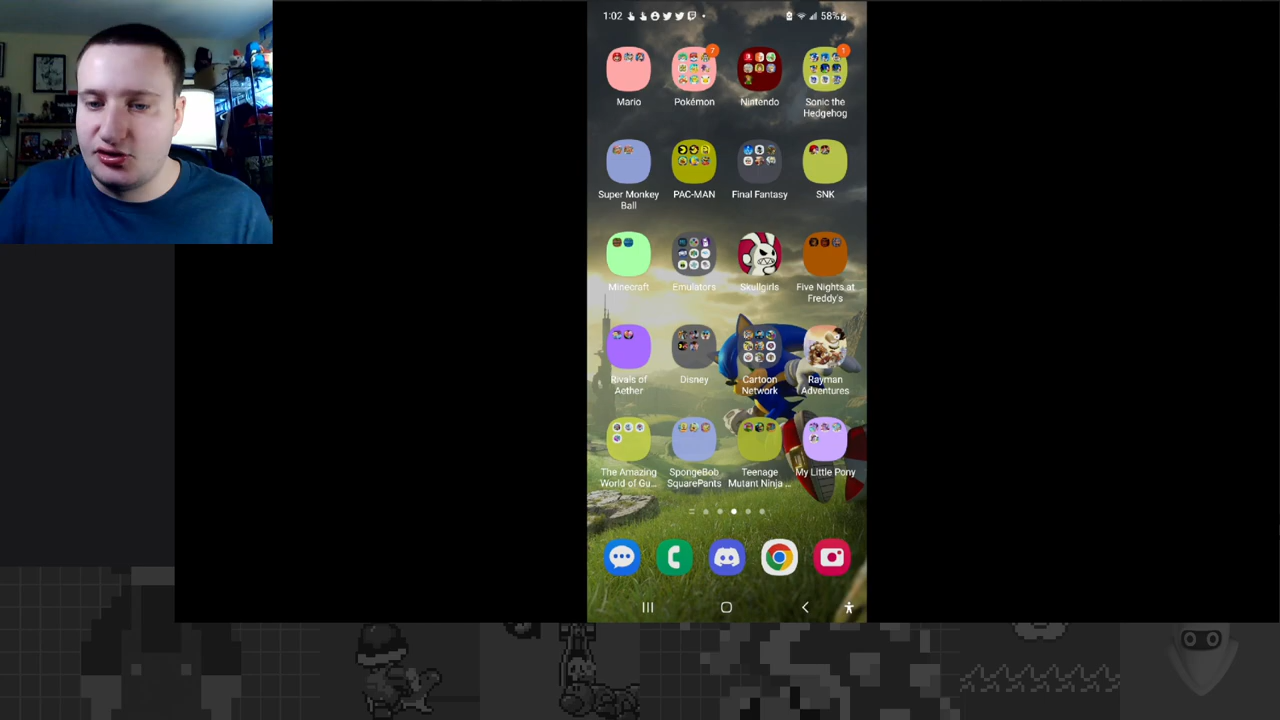 1:02 58%
7 1
Mario Pokémon Nintendo Sonic the
Hedgehog
Super Monkey PAC-MAN Final Fantasy SNK
Ball
Minecraft Emulators Skullgirls Five Nights at
Freddy's
Rivals of Disney Cartoon Rayman
Aether Network Adventures
The Amazing SpongeBob Teenage My Little Pony
World of Gu... SquarePants Mutant Ninja ...